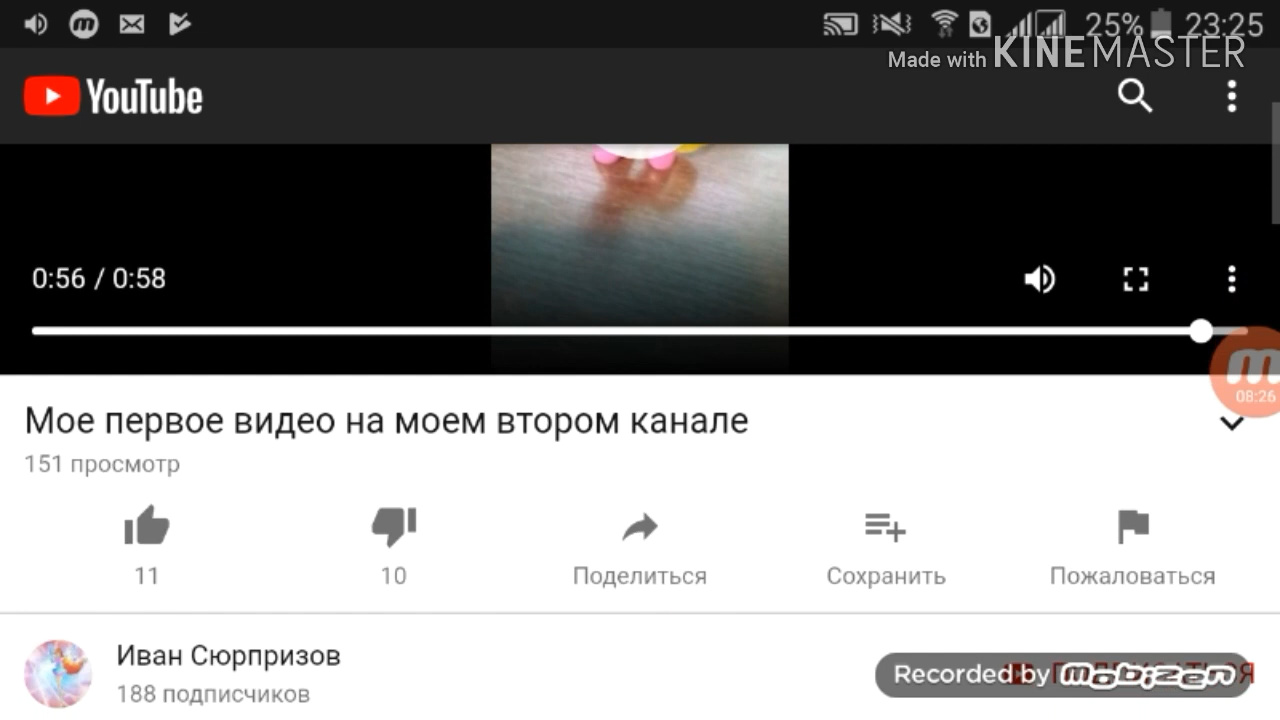 25% 23:25
Made with KINEMASTER
YouTube
0:56 / 0:58
08:26
Мое первое видео на моем втором канале
151 просмотр
11 10 Поделиться Сохранить Пожаловаться
Иван Сюрпризов
188 подписчиков
Recorded by mobizen